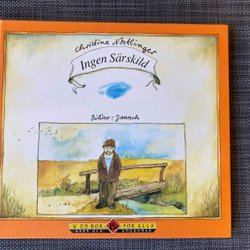 Christine Nöstlinger
Ingen Särskild
Bilder: Janosch
EN BOK FÖR ALLA